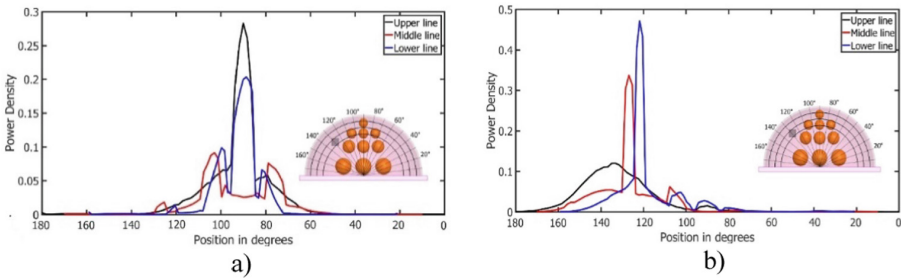 0.3
0.25
0.2
0.15
0.1
0.05
0
180 160 140 120 100 80 60 40 20 0
Power Density
Position in degrees
Upper line
Middle line
Lower line
100° 80°
120° 60°
140° 40°
160° 20°
a)
0.5
0.4
0.3
0.2
0.1
0
180 160 140 120 100 80 60 40 20 0
Power Density
Position in degrees
Upper line
Middle line
Lower line
100° 80°
120° 60°
140° 40°
160°
b)